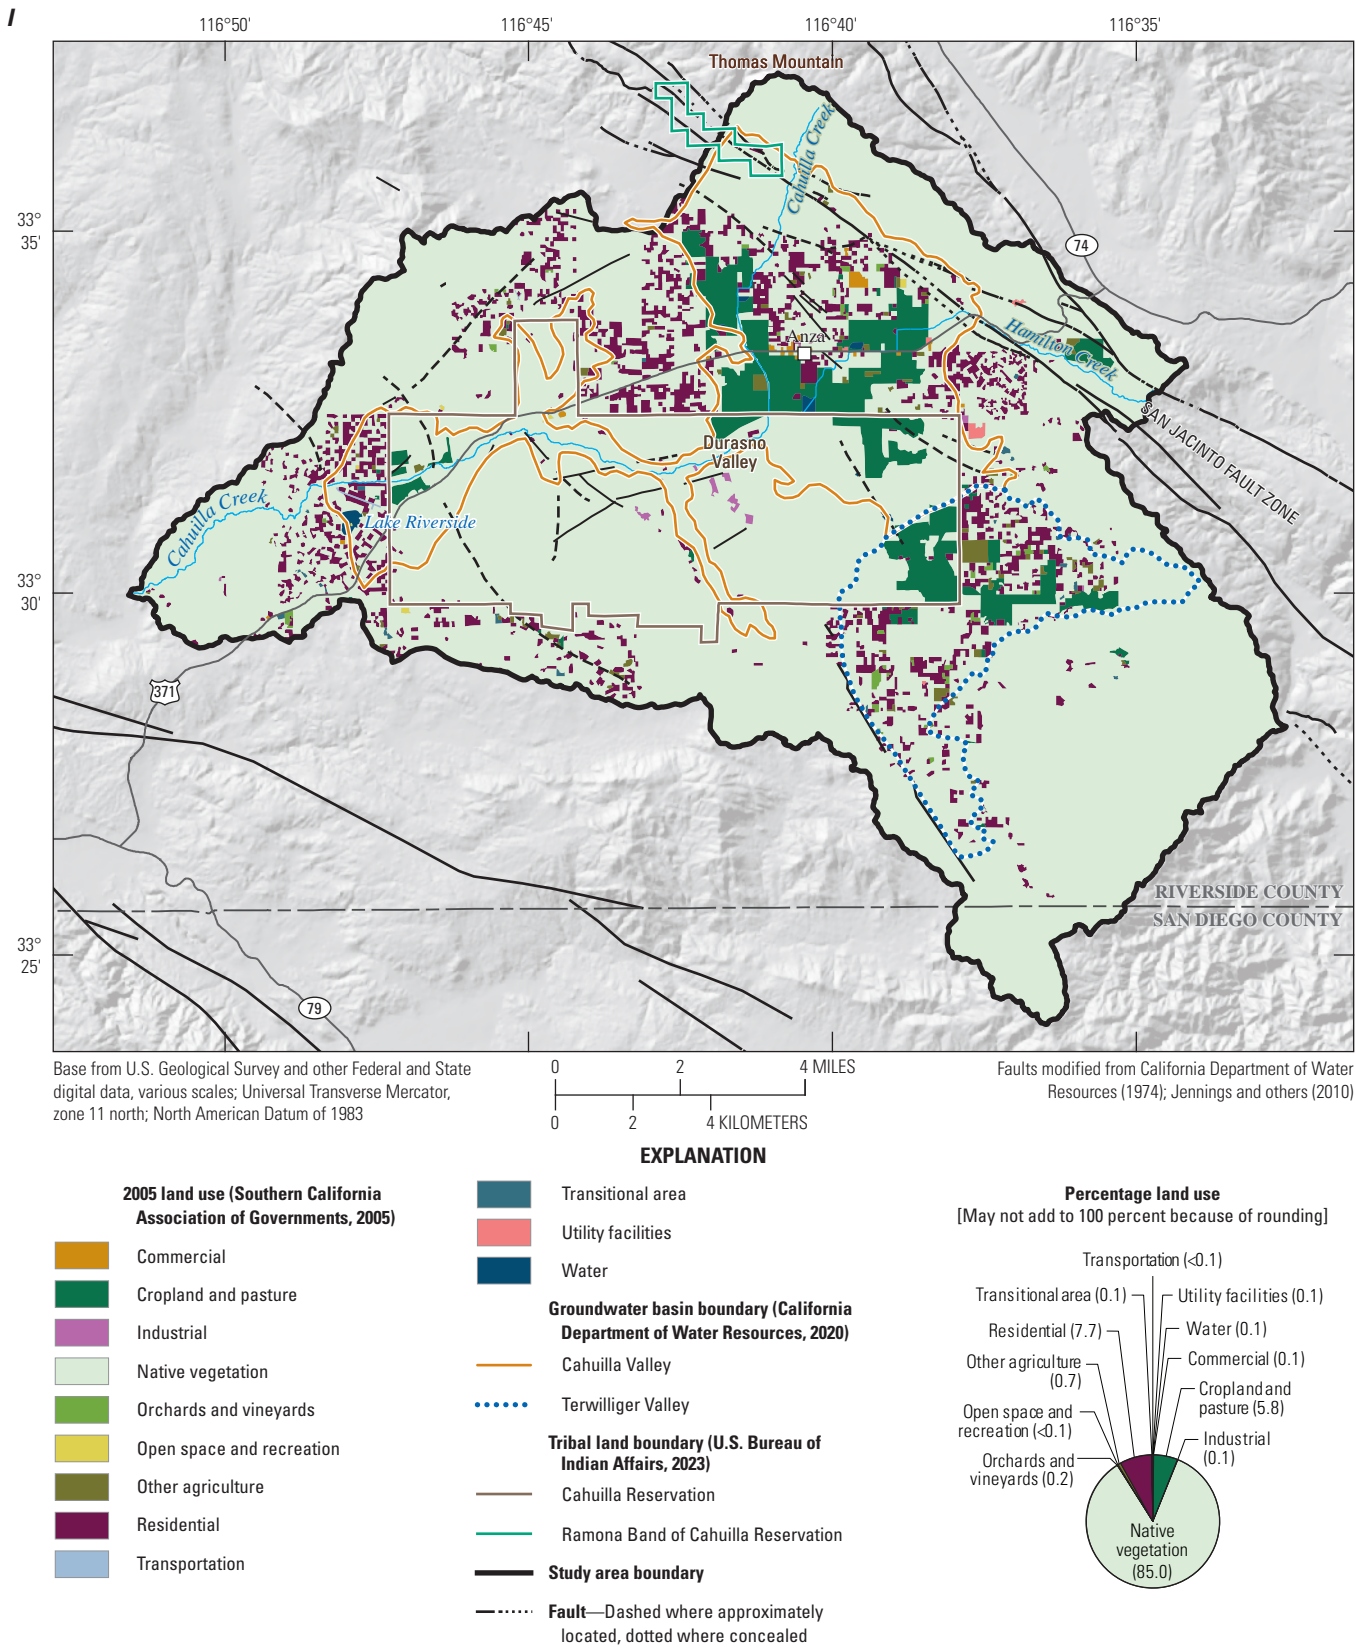 I
116°50'
116°45'
116°40'
116°35'
Thomas Mountain
Cahuilla Creek
33°
35'
74
Anza
Hamilton Creek
SAN JACINTO FAULT ZONE
Durasno
Valley
Cahuilla Creek
Lake Riverside
33°
30'
371
RIVERSIDE COUNTY
SAN DIEGO COUNTY
33°
25'
79
Base from U.S. Geological Survey and other Federal and State
digital data, various scales; Universal Transverse Mercator,
zone 11 north; North American Datum of 1983
0 2 4 MILES
0 2 4 KILOMETERS
Faults modified from California Department of Water
Resources (1974); Jennings and others (2010)
EXPLANATION
2005 land use (Southern California
Association of Governments, 2005)
Commercial
Cropland and pasture
Industrial
Native vegetation
Orchards and vineyards
Open space and recreation
Other agriculture
Residential
Transportation
Transitional area
Utility facilities
Water
Groundwater basin boundary (California
Department of Water Resources, 2020)
Cahuilla Valley
Terwilliger Valley
Tribal land boundary (U.S. Bureau of
Indian Affairs, 2023)
Cahuilla Reservation
Ramona Band of Cahuilla Reservation
Study area boundary
Fault—Dashed where approximately
located, dotted where concealed
Percentage land use
[May not add to 100 percent because of rounding]
Transportation (<0.1)
Transitional area (0.1)
Utility facilities (0.1)
Residential (7.7)
Water (0.1)
Other agriculture
(0.7)
Commercial (0.1)
Open space and
recreation (<0.1)
Cropland and
pasture (5.8)
Orchards and
vineyards (0.2)
Industrial
(0.1)
Native
vegetation
(85.0)